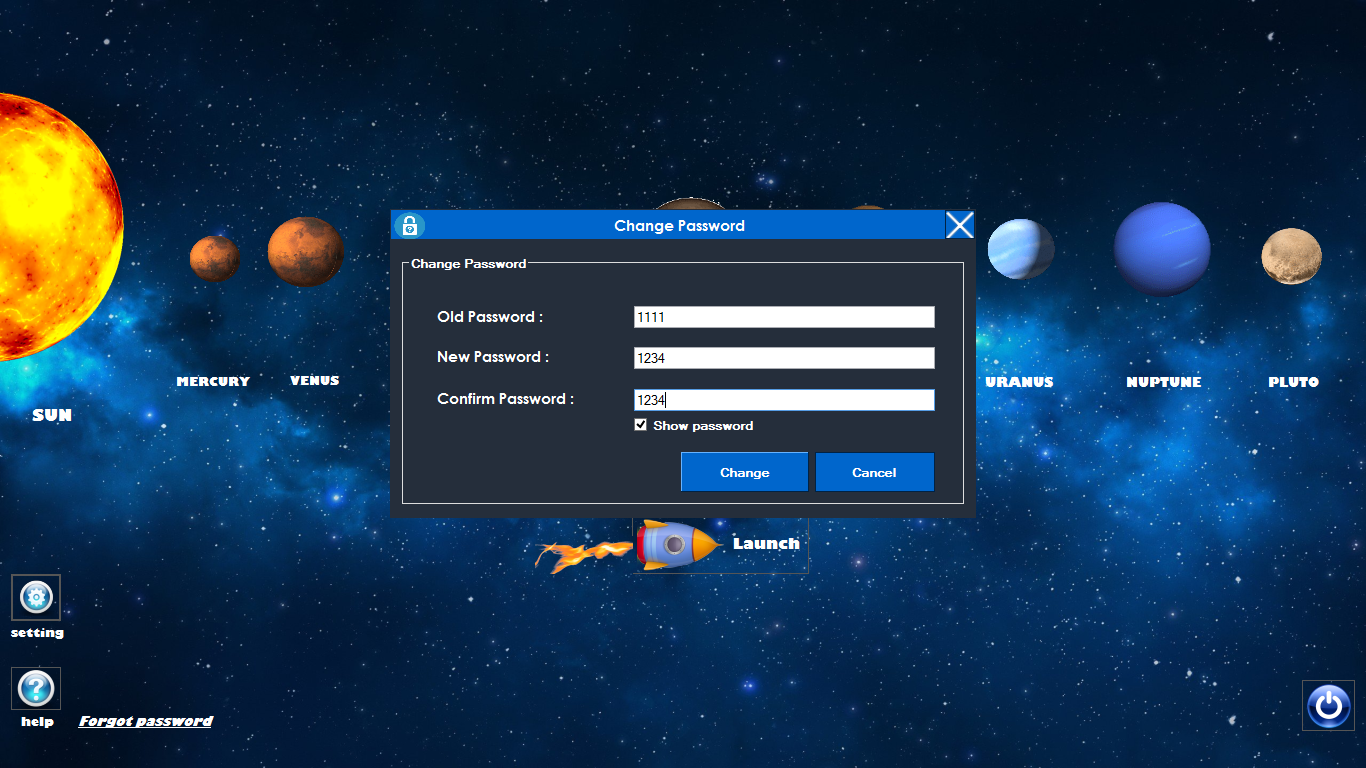 Change Password
Change Password
Old Password : 1111
New Password : 1234
Confirm Password : 1234
Show password
Change Cancel
MERCURY VENUS URANUS NUPTUNE PLUTO
SUN
Launch
setting
help Forgot password